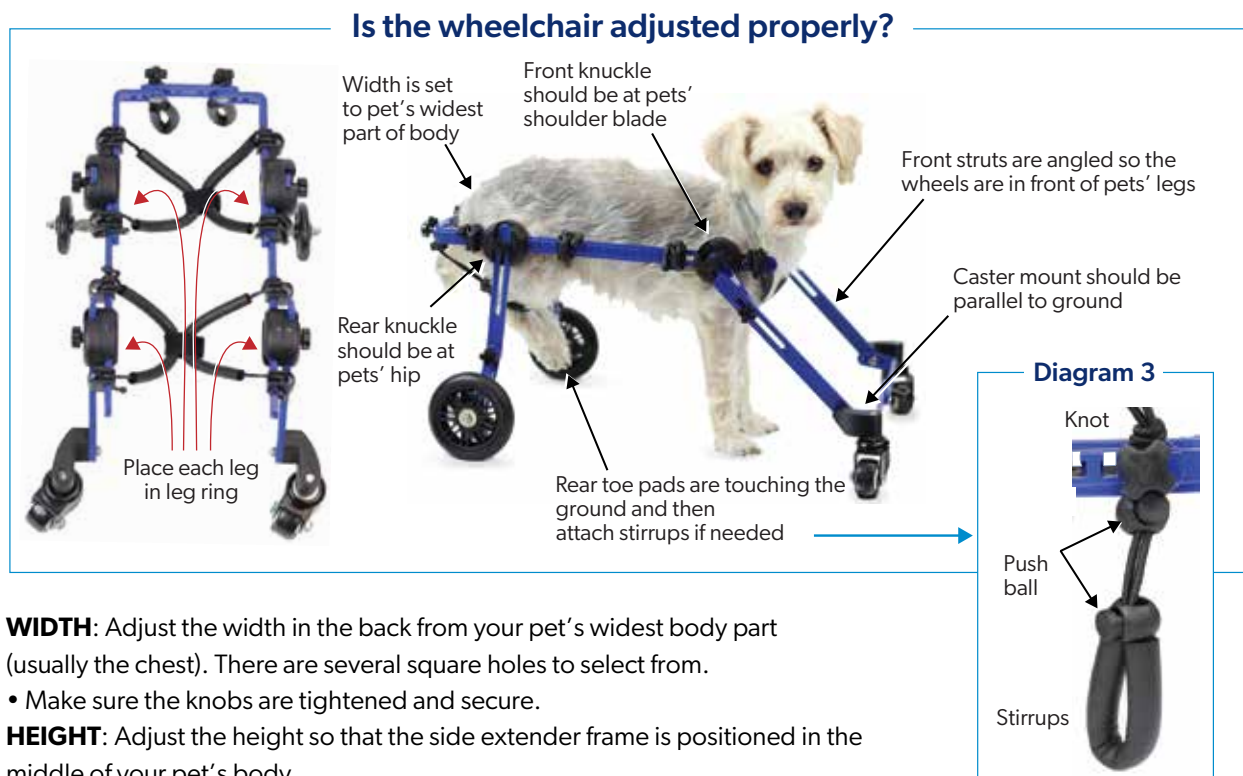 Is the wheelchair adjusted properly?
Width is set
to pet's widest
part of body
Front knuckle
should be at pets'
shoulder blade
Front struts are angled so the
wheels are in front of pets' legs
Caster mount should be
parallel to ground
Rear knuckle
should be at
pets' hip
Place each leg
in leg ring
Rear toe pads are touching the
ground and then
attach stirrups if needed
Diagram 3
Knot
Push
ball
Stirrups
WIDTH: Adjust the width in the back from your pet's widest body part
(usually the chest). There are several square holes to select from.
• Make sure the knobs are tightened and secure.
HEIGHT: Adjust the height so that the side extender frame is positioned in the
middle of your pet's body